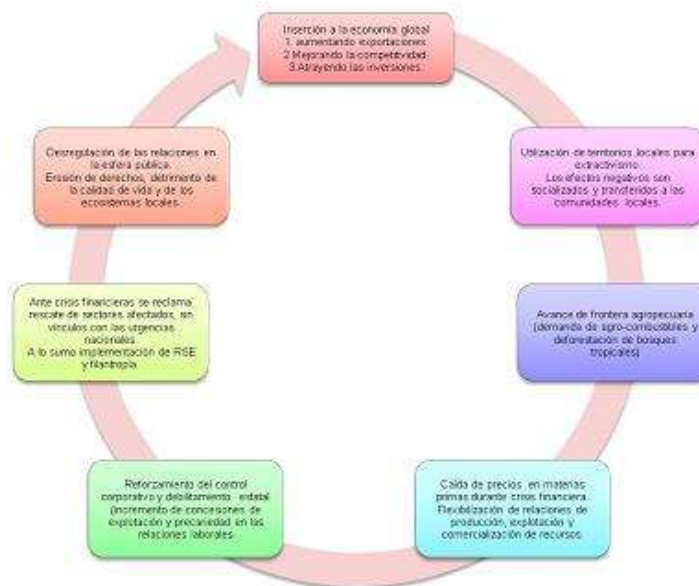 Inserción a la economía global
1. aumentando exportaciones
2 Mejorando la competitividad
3.Atrayendo las inversiones.
Utilización de territorios locales para
extractivismo.
Los efectos negativos son
socializados y transferidos a las
comunidades locales.
Avance de frontera agropecuaria
(demanda de agro-combustibles y
deforestación de bosques
tropicales)
Caída de precios en materias
primas durante crisis financiera.
Flexibilización de relaciones de
producción, explotación y
comercialización de recursos.
Reforzamiento del control
corporativo y debilitamiento estatal
(incremento de concesiones de
explotación y precariedad en las
relaciones laborales.
Ante crisis financieras se reclama
rescate de sectores afectados, sin
vínculos con las urgencias
nacionales.
A lo sumo implementación de RSE
y filantropía
Desregulación de las relaciones en
la esfera pública.
Erosión de derechos, detrimento de
la calidad de vida y de los
ecosistemas locales.